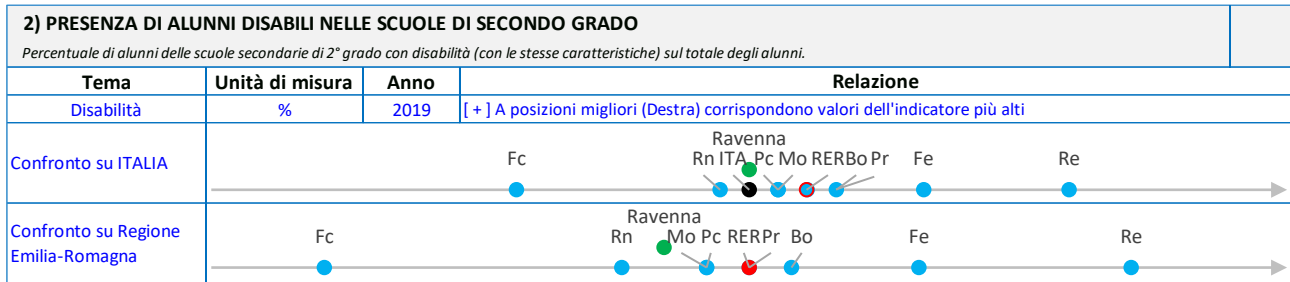 2) PRESENZA DI ALUNNI DISABILI NELLE SCUOLE DI SECONDO GRADO
Percentuale di alunni delle scuole secondarie di 2° grado con disabilità (con le stesse caratteristiche) sul totale degli alunni.
Tema Unità di misura Anno Relazione
Disabilità % 2019 [ + ] A posizioni migliori (Destra) corrispondono valori dell'indicatore più alti
Ravenna
Confronto su ITALIA Fc Rn ITA Pc Mo RER Bo Pr Fe Re
Ravenna
Confronto su Regione Emilia-Romagna Fc Rn Mo Pc RER Pr Bo Fe Re